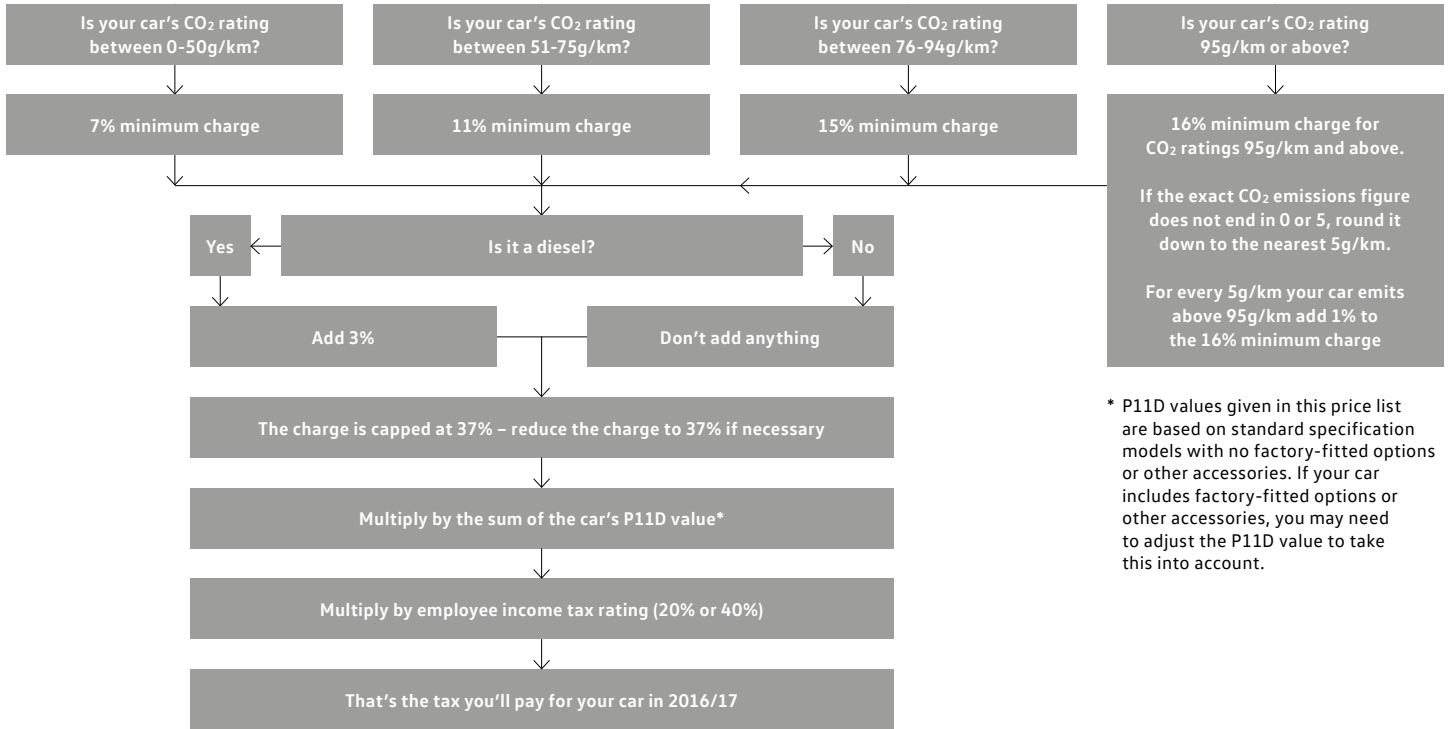 Is your car's CO₂ rating
between 0-50g/km?
Is your car's CO₂ rating
between 51-75g/km?
Is your car's CO₂ rating
between 76-94g/km?
Is your car's CO₂ rating
95g/km or above?
7% minimum charge
11% minimum charge
15% minimum charge
16% minimum charge for
CO₂ ratings 95g/km and above.
If the exact CO₂ emissions figure
does not end in 0 or 5, round it
down to the nearest 5g/km.
For every 5g/km your car emits
above 95g/km add 1% to
the 16% minimum charge
Yes
Is it a diesel?
No
Add 3%
Don't add anything
The charge is capped at 37% – reduce the charge to 37% if necessary
Multiply by the sum of the car's P11D value*
Multiply by employee income tax rating (20% or 40%)
That's the tax you'll pay for your car in 2016/17
* P11D values given in this price list
are based on standard specification
models with no factory-fitted options
or other accessories. If your car
includes factory-fitted options or
other accessories, you may need
to adjust the P11D value to take
this into account.